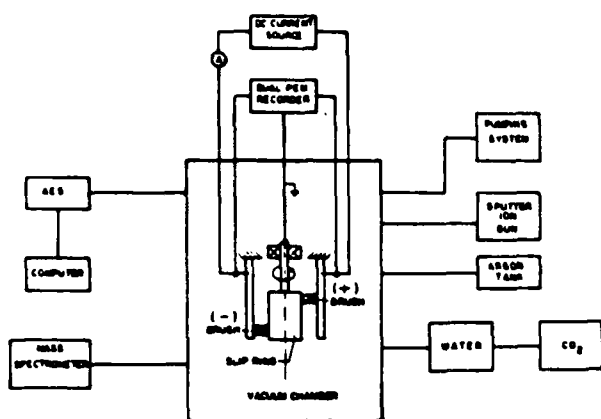 DC CURRENT
SOURCE
A
DUAL PEN
RECORDER
PUMPING
SYSTEM
AES
SPUTTER
ION
GUN
COMPUTER
ARGON
TANK
(+)
BRUSH
(-)
BRUSH
MASS
SPECTROMETER
SLIP RING
WATER
CO₂
VACUUM CHAMBER